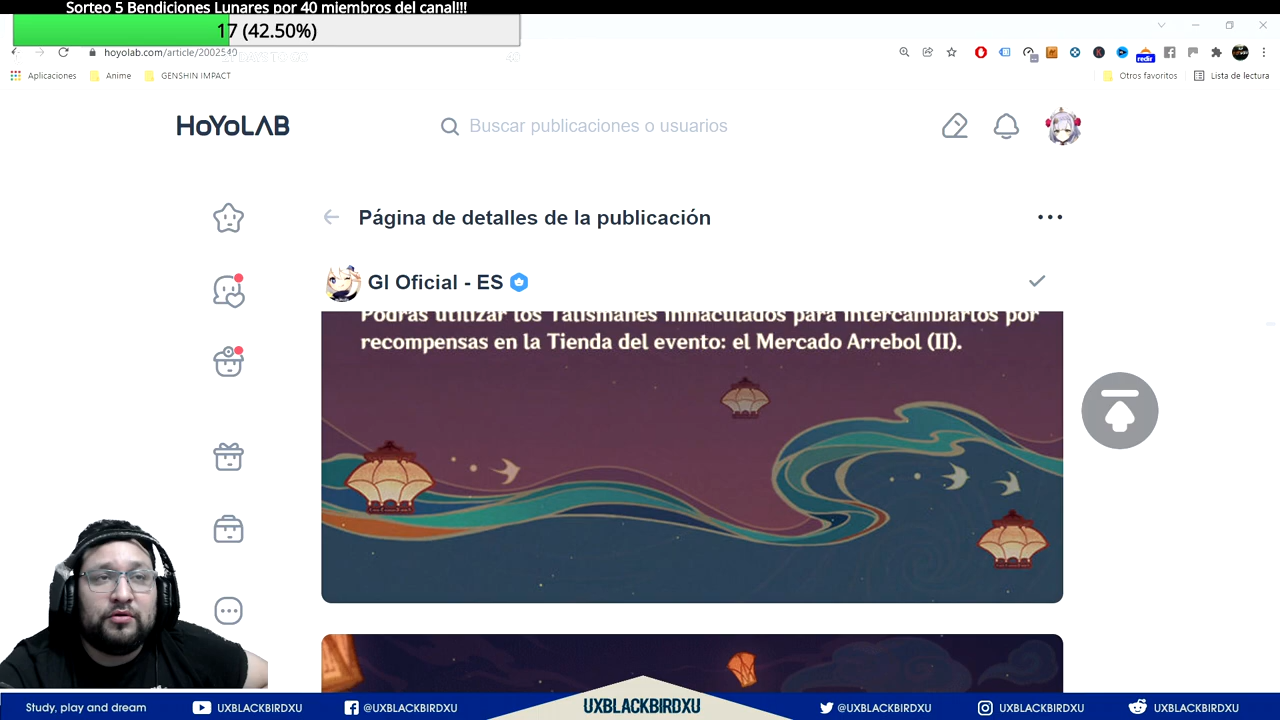 Sorteo 5 Bendiciones Lunares por 40 miembros del canal!!!
17 (42.50%)
hoyolab.com/article/2002549
40
redir
Aplicaciones
Anime
GENSHIN IMPACT
Otros favoritos
Lista de lectura
HoYoLAB
Buscar publicaciones o usuarios
Página de detalles de la publicación
GI Oficial - ES
Podrás utilizar los Talismanes Inmaculados para intercambiarlos por
recompensas en la Tienda del evento: el Mercado Arrebol (II).
Study, play and dream
UXBLACKBIRDXU
@UXBLACKBIRDXU
UXBLACKBIRDXU
@UXBLACKBIRDXU
UXBLACKBIRDXU
UXBLACKBIRDXU